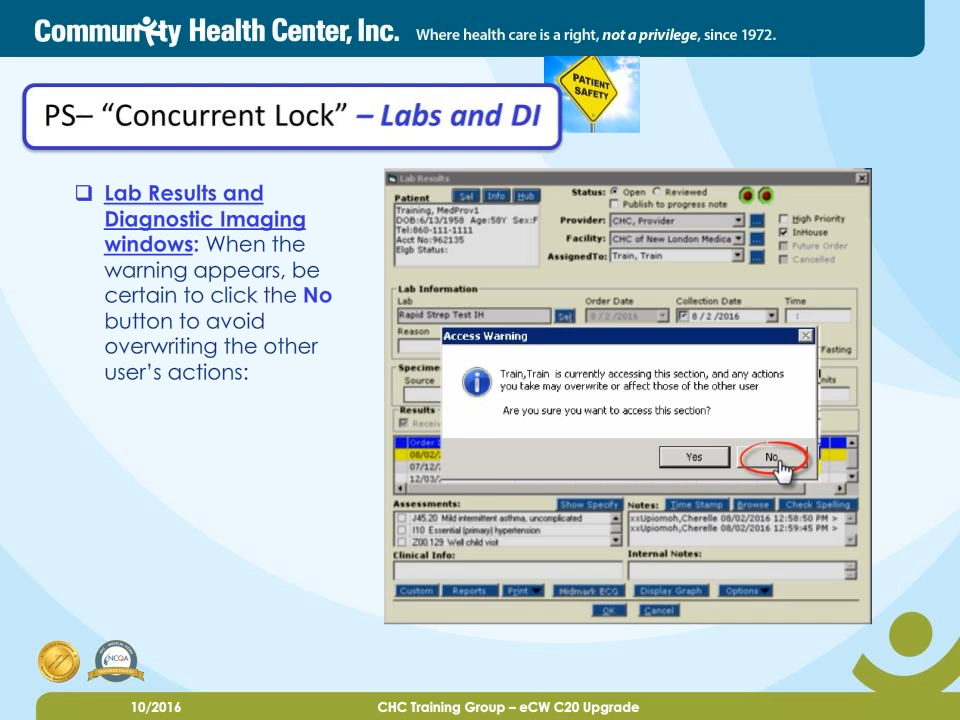 Community Health Center, Inc. Where health care is a right, not a privilege, since 1972.
PATIENT
SAFETY
PS– “Concurrent Lock” – Labs and DI
Lab Results and
Diagnostic Imaging
windows: When the
warning appears, be
certain to click the No
button to avoid
overwriting the other
user’s actions:
Lab Results
Patient Sel Info Hub
Training, MedProv1
DOB:6/13/1958 Age:58Y Sex:F
Tel:860-111-1111
Acct No:962135
Elgb Status:
Status: Open Reviewed
Publish to progress note
Provider: CHC, Provider
Facility: CHC of New London Medica
AssignedTo: Train, Train
High Priority
InHouse
Future Order
Cancelled
Lab Information
Lab Order Date Collection Date Time
Rapid Strep Test IH Sel 8 / 2 /2016 8 / 2 /2016 :
Reason
Fasting
Access Warning
Train,Train is currently accessing this section, and any actions
you take may overwrite or affect those of the other user
Are you sure you want to access this section?
Yes No
Specime
Source
nits
Results
Receiv
Order
08/02/
07/12/
12/03/
Assessments: Show Specify Notes: Time Stamp Browse Check Spelling
J45.20 Mild intermittent asthma, uncomplicated
I10 Essential (primary) hypertension
Z00.129 Well child visit
xxUpiomoh,Cherelle 08/02/2016 12:58:50 PM >
xxUpiomoh,Cherelle 08/02/2016 12:59:45 PM >
Clinical Info: Internal Notes:
Custom Reports Print Midmark ECG Display Graph Options
OK Cancel
NCQA
10/2016 CHC Training Group – eCW C20 Upgrade